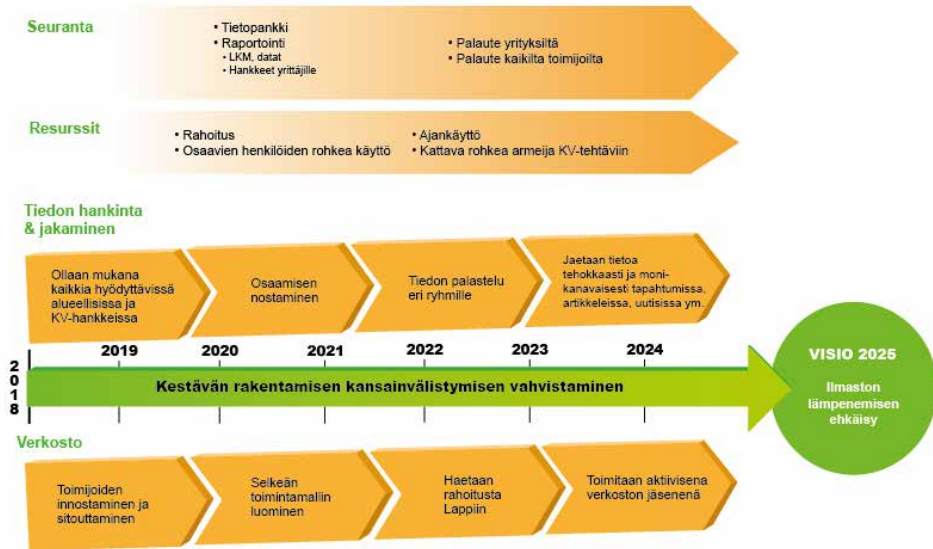 Seuranta
• Tietopankki
• Raportointi
• LKM, datat
• Hankkeet yrittäjille
• Palaute yrityksiltä
• Palaute kaikilta toimijoilta
Resurssit
• Rahoitus
• Osaavien henkilöiden rohkea käyttö
• Ajankäyttö
• Kattava rohkea armeija KV-tehtäviin
Tiedon hankinta
& jakaminen
Ollaan mukana
kaikkia hyödyttävissä
alueellisissa ja
KV-hankkeissa
Osaamisen
nostaminen
Tiedon palastelu
eri ryhmille
Jaetaan tietoa
tehokkaasti ja moni-
kanavaisesti tapahtumissa,
artikkeleissa, uutisissa ym.
2018
2019
2020
2021
2022
2023
2024
Kestävän rakentamisen kansainvälistymisen vahvistaminen
VISIO 2025
Ilmaston
lämpenemisen
ehkäisy
Verkosto
Toimijoiden
innostaminen ja
sitouttaminen
Selkeän
toimintamallin
luominen
Haetaan
rahoitusta
Lappiin
Toimitaan aktiivisena
verkoston jäsenenä